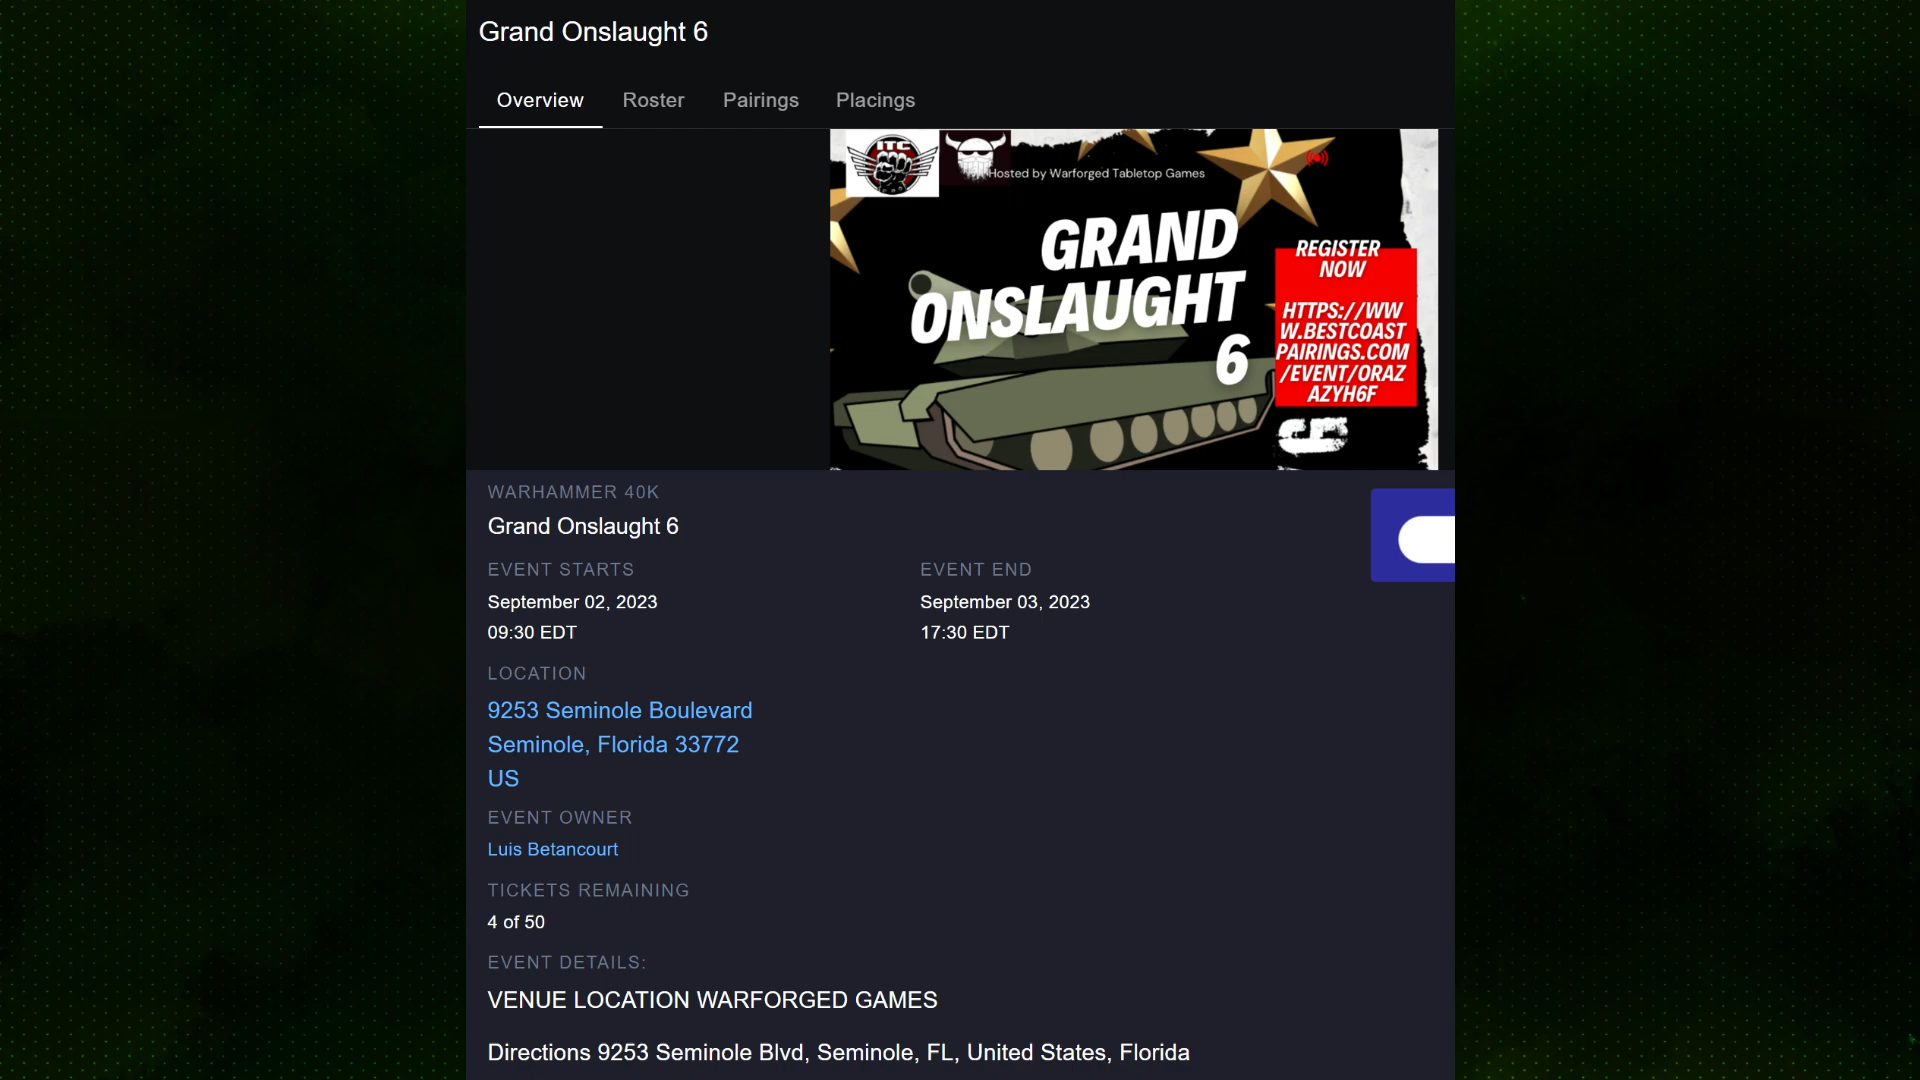 Grand Onslaught 6
Overview Roster Pairings Placings
ITC
Hosted by Warforged Tabletop Games
GRAND
ONSLAUGHT
6
REGISTER
NOW
HTTPS://WW
W.BESTCOAST
PAIRINGS.COM
/EVENT/ORAZ
AZYH6F
WARHAMMER 40K
Grand Onslaught 6
EVENT STARTS
September 02, 2023
09:30 EDT
EVENT END
September 03, 2023
17:30 EDT
LOCATION
9253 Seminole Boulevard
Seminole, Florida 33772
US
EVENT OWNER
Luis Betancourt
TICKETS REMAINING
4 of 50
EVENT DETAILS:
VENUE LOCATION WARFORGED GAMES
Directions 9253 Seminole Blvd, Seminole, FL, United States, Florida